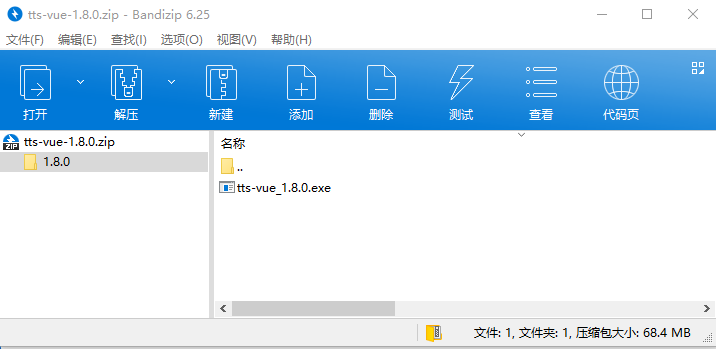 tts-vue-1.8.0.zip - Bandizip 6.25
文件(F) 编辑(E) 查找(I) 选项(O) 视图(V) 帮助(H)
打开 解压 新建 添加 删除 测试 查看 代码页
tts-vue-1.8.0.zip
1.8.0
名称
..
tts-vue_1.8.0.exe
文件: 1, 文件夹: 1, 压缩包大小: 68.4 MB